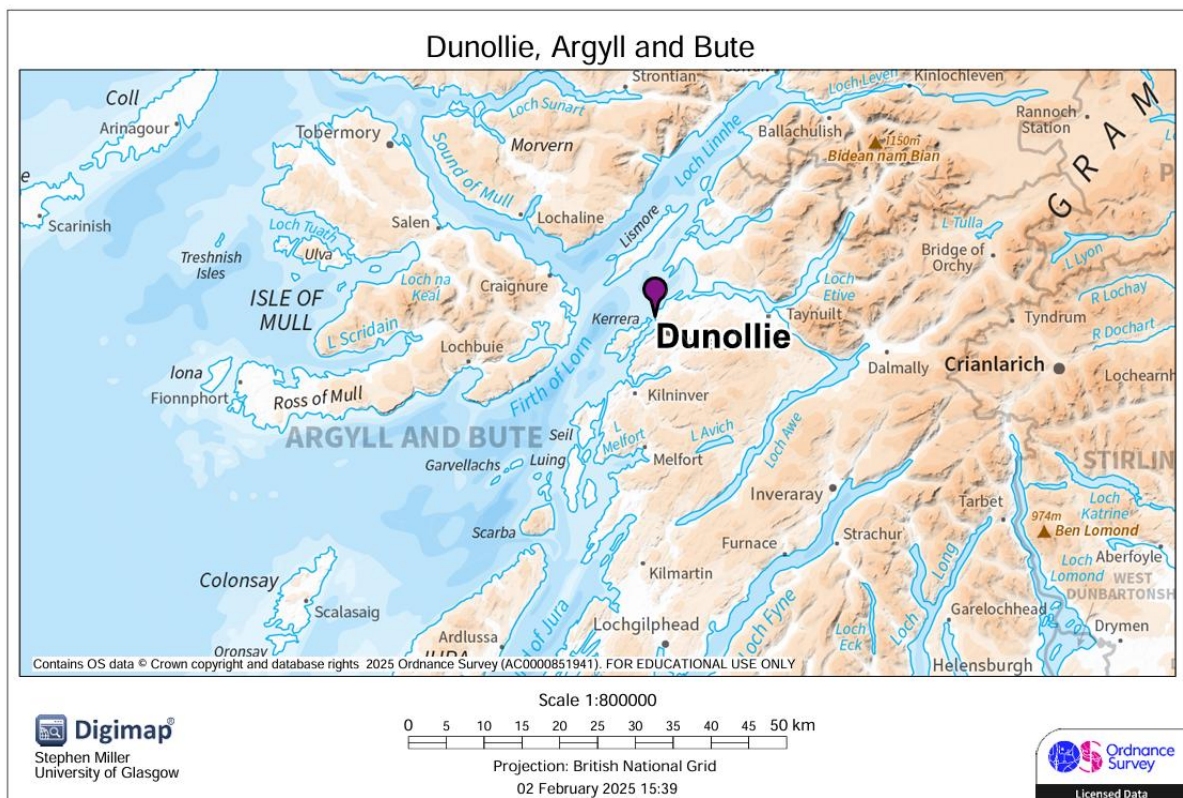 Dunollie, Argyll and Bute
Coll
Arinagour
Scarinish
Tobermory
Loch Sunart
Strontian
Morvern
Sound of Mull
Loch Linnhe
Loch Leven
Kinlochleven
Ballachulish
1150m
Bidean nam Bian
Rannoch
Station
GRAM
Salen
Lochaline
Lismore
Loch Tuath
Ulva
Treshnish
Isles
Loch na
Keal
Craignure
ISLE OF
MULL
L Scridain
Lochbuie
Kerrera
Dunollie
Loch
Etive
Taynuilt
L Tulla
Bridge of
Orchy
L Lyon
R Lochay
R Dochart
Tyndrum
Dalmally
Crianlarich
Lochearnh
Iona
Fionnphort
Ross of Mull
Firth of Lorn
Kilninver
ARGYLL AND BUTE
Seil
Luing
L
Melfort
Melfort
L Avich
Loch Awe
Garvellachs
Scarba
Inveraray
Furnace
Strachur
STIRLIN
Tarbet
Loch
Katrine
974m
Ben Lomond
Aberfoyle
Loch
Lomond
WEST
DUNBARTONSH
Colonsay
Scalasaig
Oronsay
Kilmartin
Lochgilphead
Ardlussa
JURA
d of Jura
Loch Fyne
Loch
Eck
Loch Long
Garelochhead
Helensburgh
Drymen
Contains OS data © Crown copyright and database rights 2025 Ordnance Survey (AC0000851941). FOR EDUCATIONAL USE ONLY
Scale 1:800000
0 5 10 15 20 25 30 35 40 45 50 km
Projection: British National Grid
02 February 2025 15:39
Digimap®
Stephen Miller
University of Glasgow
OS Ordnance
Survey
Licensed Data